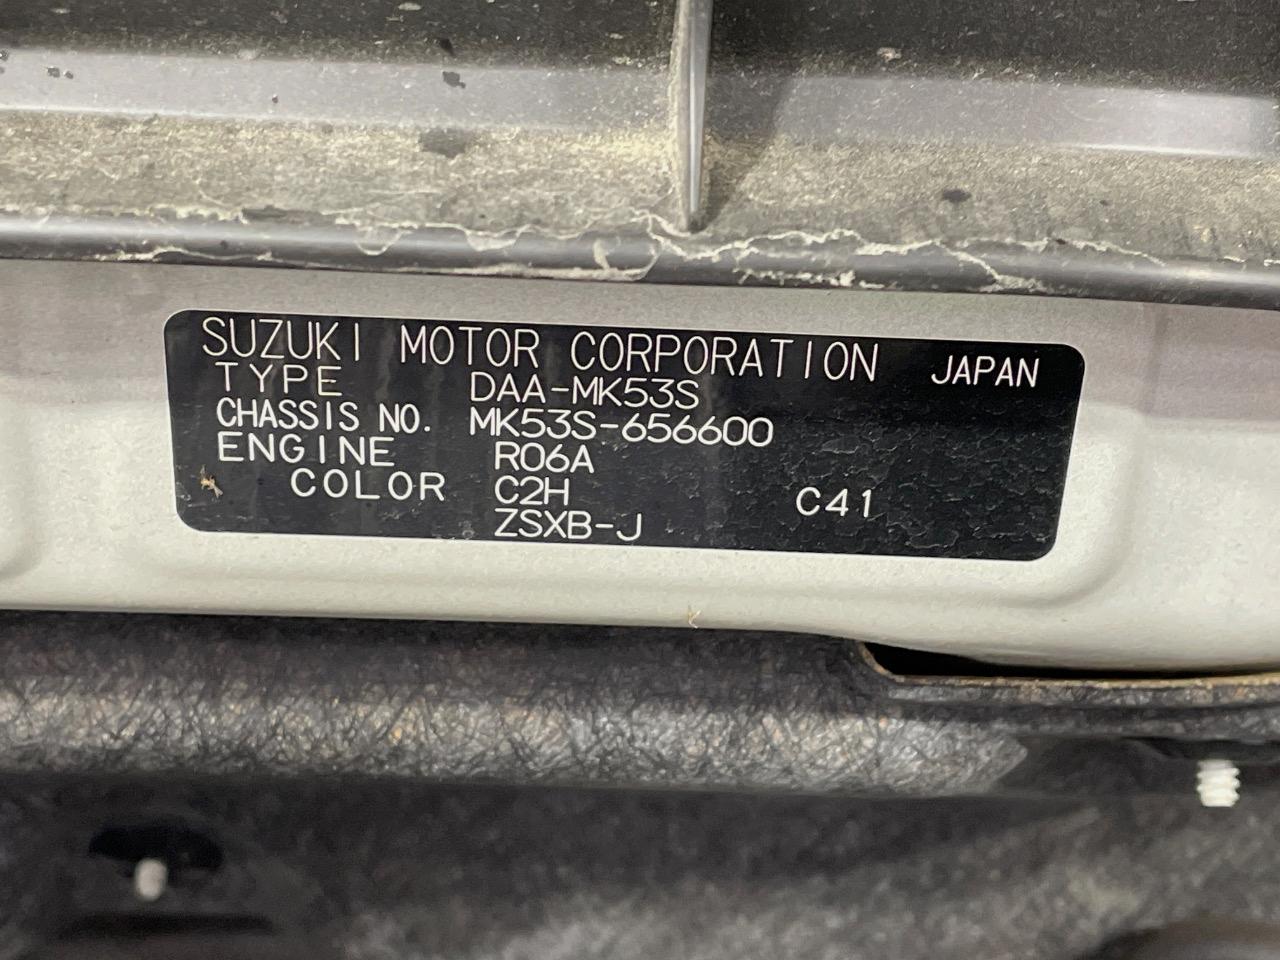 SUZUKI MOTOR CORPORATION JAPAN
TYPE DAA-MK53S
CHASSIS NO. MK53S-656600
ENGINE R06A
COLOR C2H C41
ZSXB-J